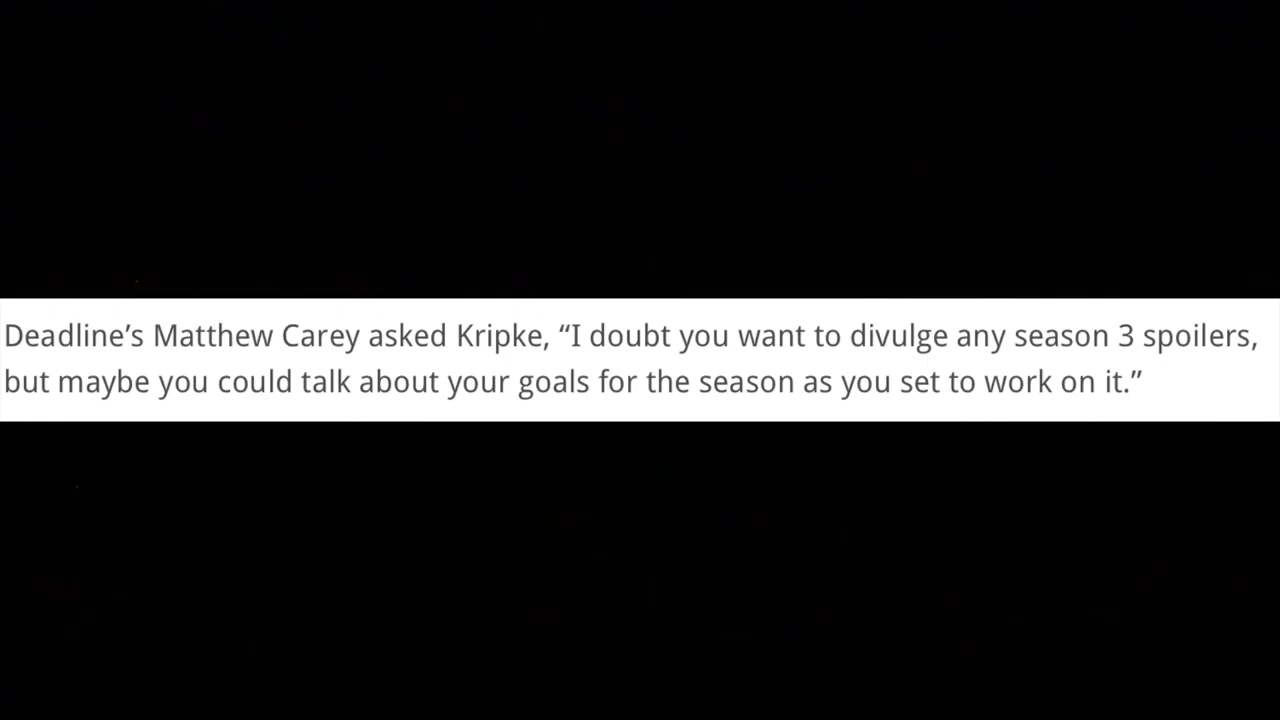 Deadline’s Matthew Carey asked Kripke, “I doubt you want to divulge any season 3 spoilers,
but maybe you could talk about your goals for the season as you set to work on it.”